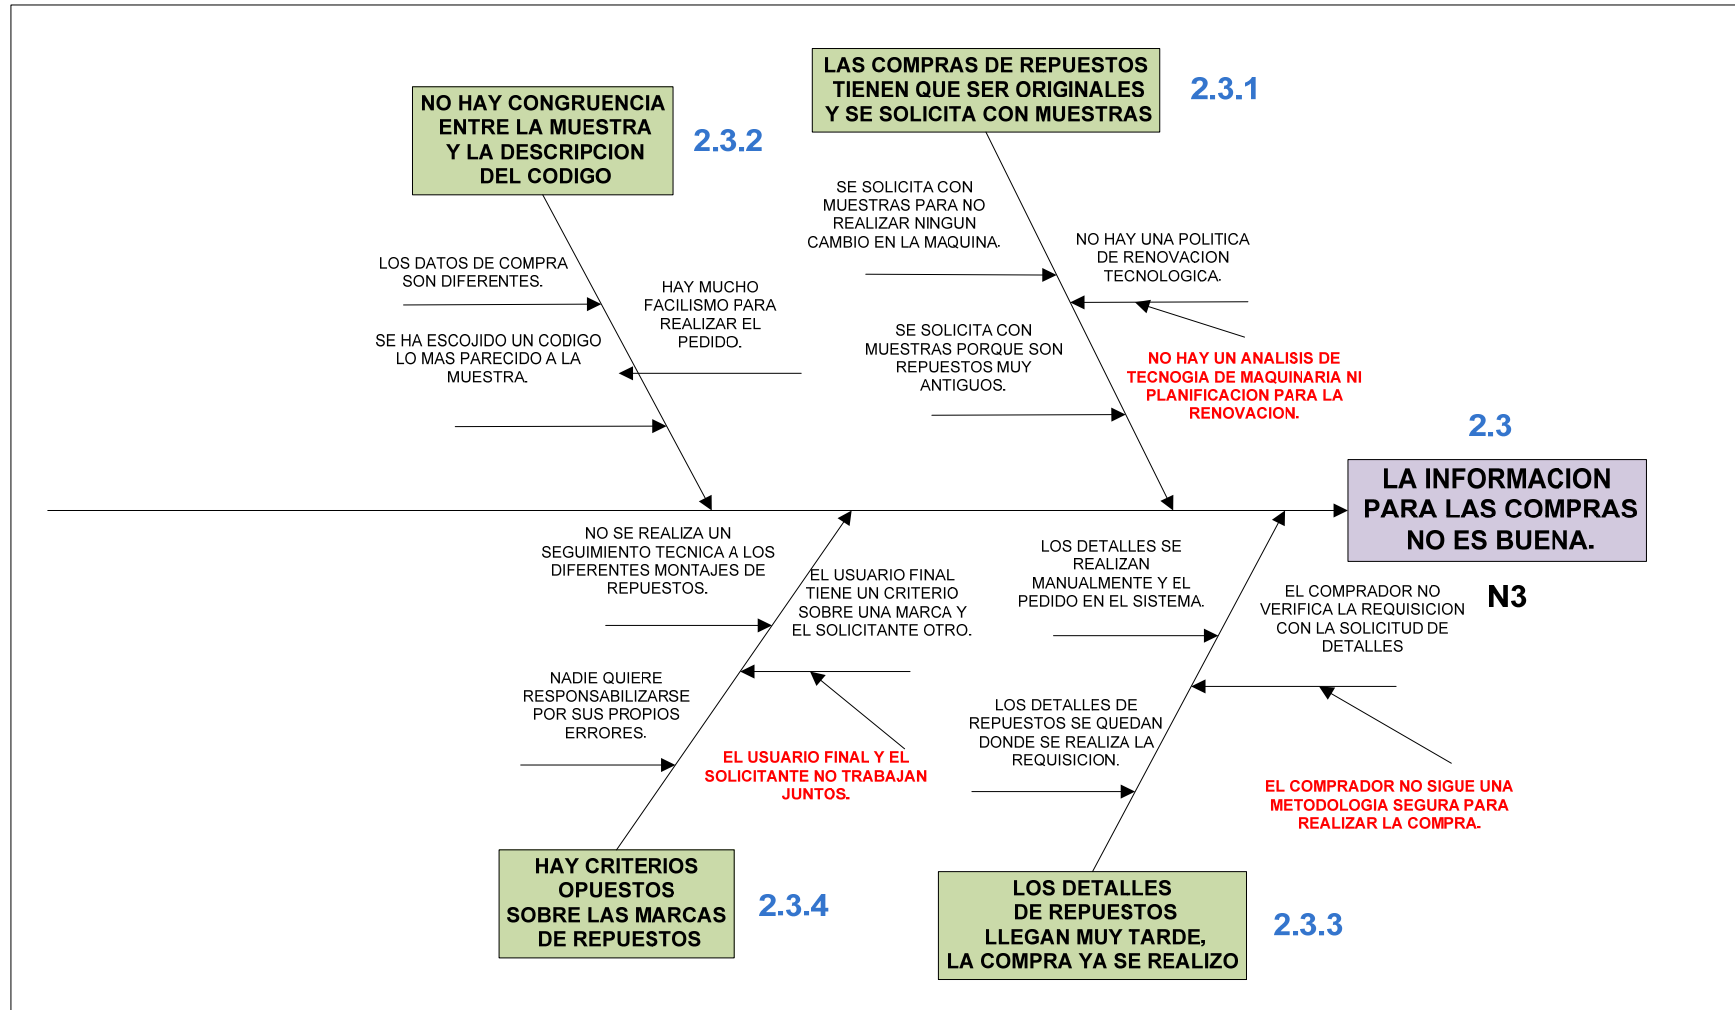 LAS COMPRAS DE REPUESTOS
TIENEN QUE SER ORIGINALES
Y SE SOLICITA CON MUESTRAS
2.3.1
NO HAY CONGRUENCIA
ENTRE LA MUESTRA
Y LA DESCRIPCION
DEL CODIGO
2.3.2
SE SOLICITA CON
MUESTRAS PARA NO
REALIZAR NINGUN
CAMBIO EN LA MAQUINA.
NO HAY UNA POLITICA
DE RENOVACION
TECNOLOGICA.
LOS DATOS DE COMPRA
SON DIFERENTES.
HAY MUCHO
FACILISMO PARA
REALIZAR EL
PEDIDO.
SE HA ESCOJIDO UN CODIGO
LO MAS PARECIDO A LA
MUESTRA.
SE SOLICITA CON
MUESTRAS PORQUE SON
REPUESTOS MUY
ANTIGUOS.
NO HAY UN ANALISIS DE
TECNOGIA DE MAQUINARIA NI
PLANIFICACION PARA LA
RENOVACION.
2.3
LA INFORMACION
PARA LAS COMPRAS
NO ES BUENA.
N3
NO SE REALIZA UN
SEGUIMIENTO TECNICA A LOS
DIFERENTES MONTAJES DE
REPUESTOS.
EL USUARIO FINAL
TIENE UN CRITERIO
SOBRE UNA MARCA Y
EL SOLICITANTE OTRO.
LOS DETALLES SE
REALIZAN
MANUALMENTE Y EL
PEDIDO EN EL SISTEMA.
EL COMPRADOR NO
VERIFICA LA REQUISICION
CON LA SOLICITUD DE
DETALLES
NADIE QUIERE
RESPONSABILIZARSE
POR SUS PROPIOS
ERRORES.
LOS DETALLES DE
REPUESTOS SE QUEDAN
DONDE SE REALIZA LA
REQUISICION.
EL USUARIO FINAL Y EL
SOLICITANTE NO TRABAJAN
JUNTOS.
EL COMPRADOR NO SIGUE UNA
METODOLOGIA SEGURA PARA
REALIZAR LA COMPRA.
HAY CRITERIOS
OPUESTOS
SOBRE LAS MARCAS
DE REPUESTOS
2.3.4
LOS DETALLES
DE REPUESTOS
LLEGAN MUY TARDE,
LA COMPRA YA SE REALIZO
2.3.3